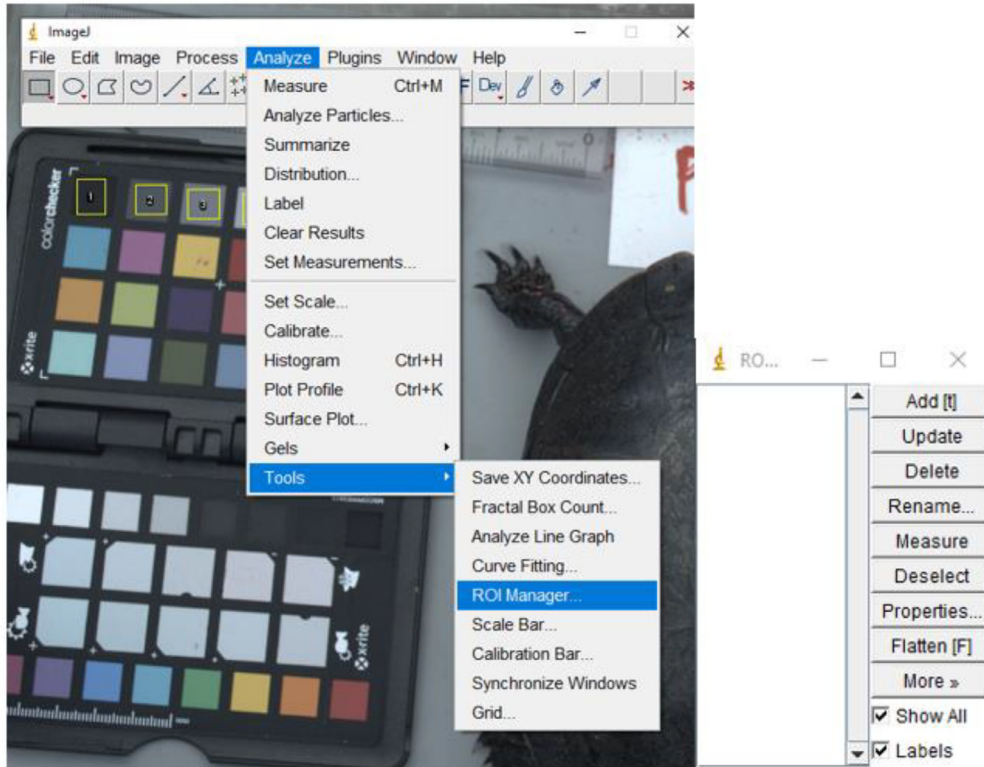 ImageJ
File Edit Image Process Analyze Plugins Window Help
Dev
Measure Ctrl+M
Analyze Particles...
Summarize
Distribution...
Label
Clear Results
Set Measurements...
Set Scale...
Calibrate...
Histogram Ctrl+H
Plot Profile Ctrl+K
Surface Plot...
Gels
Tools
Save XY Coordinates...
Fractal Box Count...
Analyze Line Graph
Curve Fitting...
ROI Manager...
Scale Bar...
Calibration Bar...
Synchronize Windows
Grid...
colorchecker
1 2 3
x-rite
x-rite
0
RO...
Add [t]
Update
Delete
Rename...
Measure
Deselect
Properties...
Flatten [F]
More »
Show All
Labels